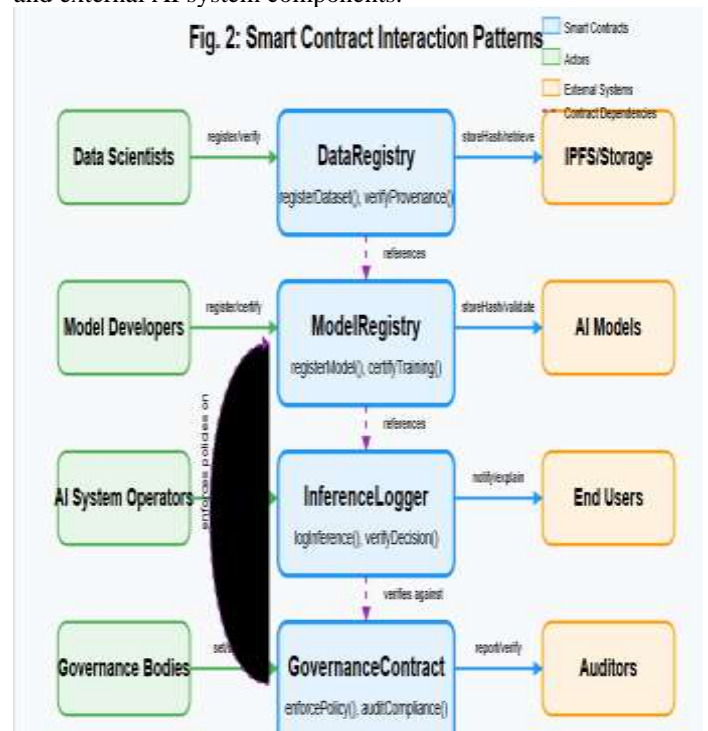 and external AI system components.
Fig. 2: Smart Contract Interaction Patterns
Smart Contracts
Actors
External Systems
Contract Dependencies
Data Scientists
register/verify
DataRegistry
registerDataset(), verifyProvenance()
storeHash/retrieve
IPFS/Storage
references
Model Developers
register/certify
ModelRegistry
registerModel(), certifyTraining()
storeHash/validate
AI Models
enforces policies on
references
AI System Operators
InferenceLogger
logInference(), verifyDecision()
notify/explain
End Users
verifies against
Governance Bodies
GovernanceContract
enforcePolicy(), auditCompliance()
report/verify
Auditors